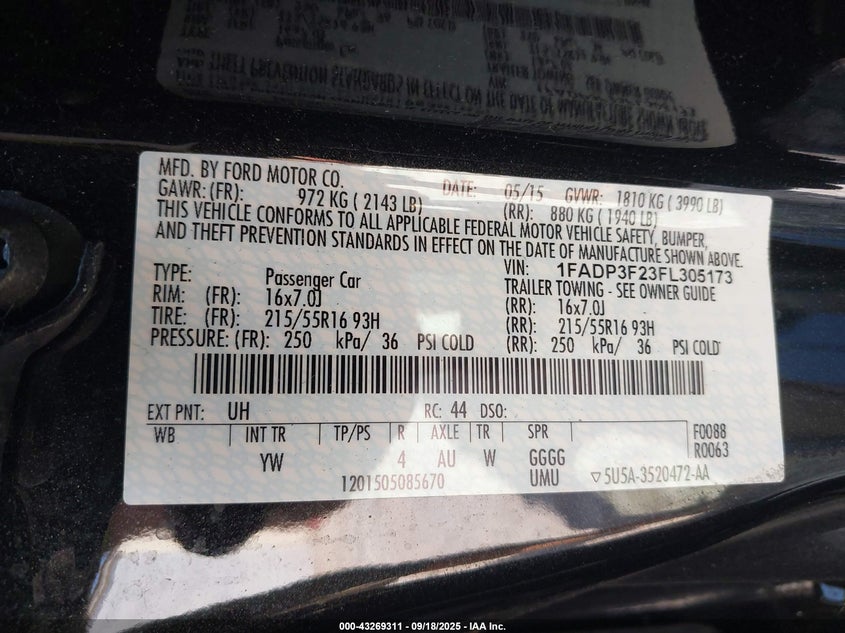 MFD. BY FORD MOTOR CO. DATE: 05/15 GVWR: 1810 KG ( 3990 LB)
GAWR: (FR): 972 KG ( 2143 LB) (RR): 880 KG ( 1940 LB)
THIS VEHICLE CONFORMS TO ALL APPLICABLE FEDERAL MOTOR VEHICLE SAFETY, BUMPER,
AND THEFT PREVENTION STANDARDS IN EFFECT ON THE DATE OF MANUFACTURE SHOWN ABOVE.
VIN: 1FADP3F23FL305173
TYPE: Passenger Car TRAILER TOWING - SEE OWNER GUIDE
RIM: (FR): 16x7.0J (RR): 16x7.0J
TIRE: (FR): 215/55R16 93H (RR): 215/55R16 93H
PRESSURE: (FR): 250 kPa/ 36 PSI COLD (RR): 250 kPa/ 36 PSI COLD
EXT PNT: UH RC: 44 DSO: F0088
WB INT TR TP/PS R AXLE TR SPR R0063
YW 4 AU W GGGG
1201505085670 UMU ▽5U5A-3520472-AA
000-43269311 - 09/18/2025 - IAA Inc.